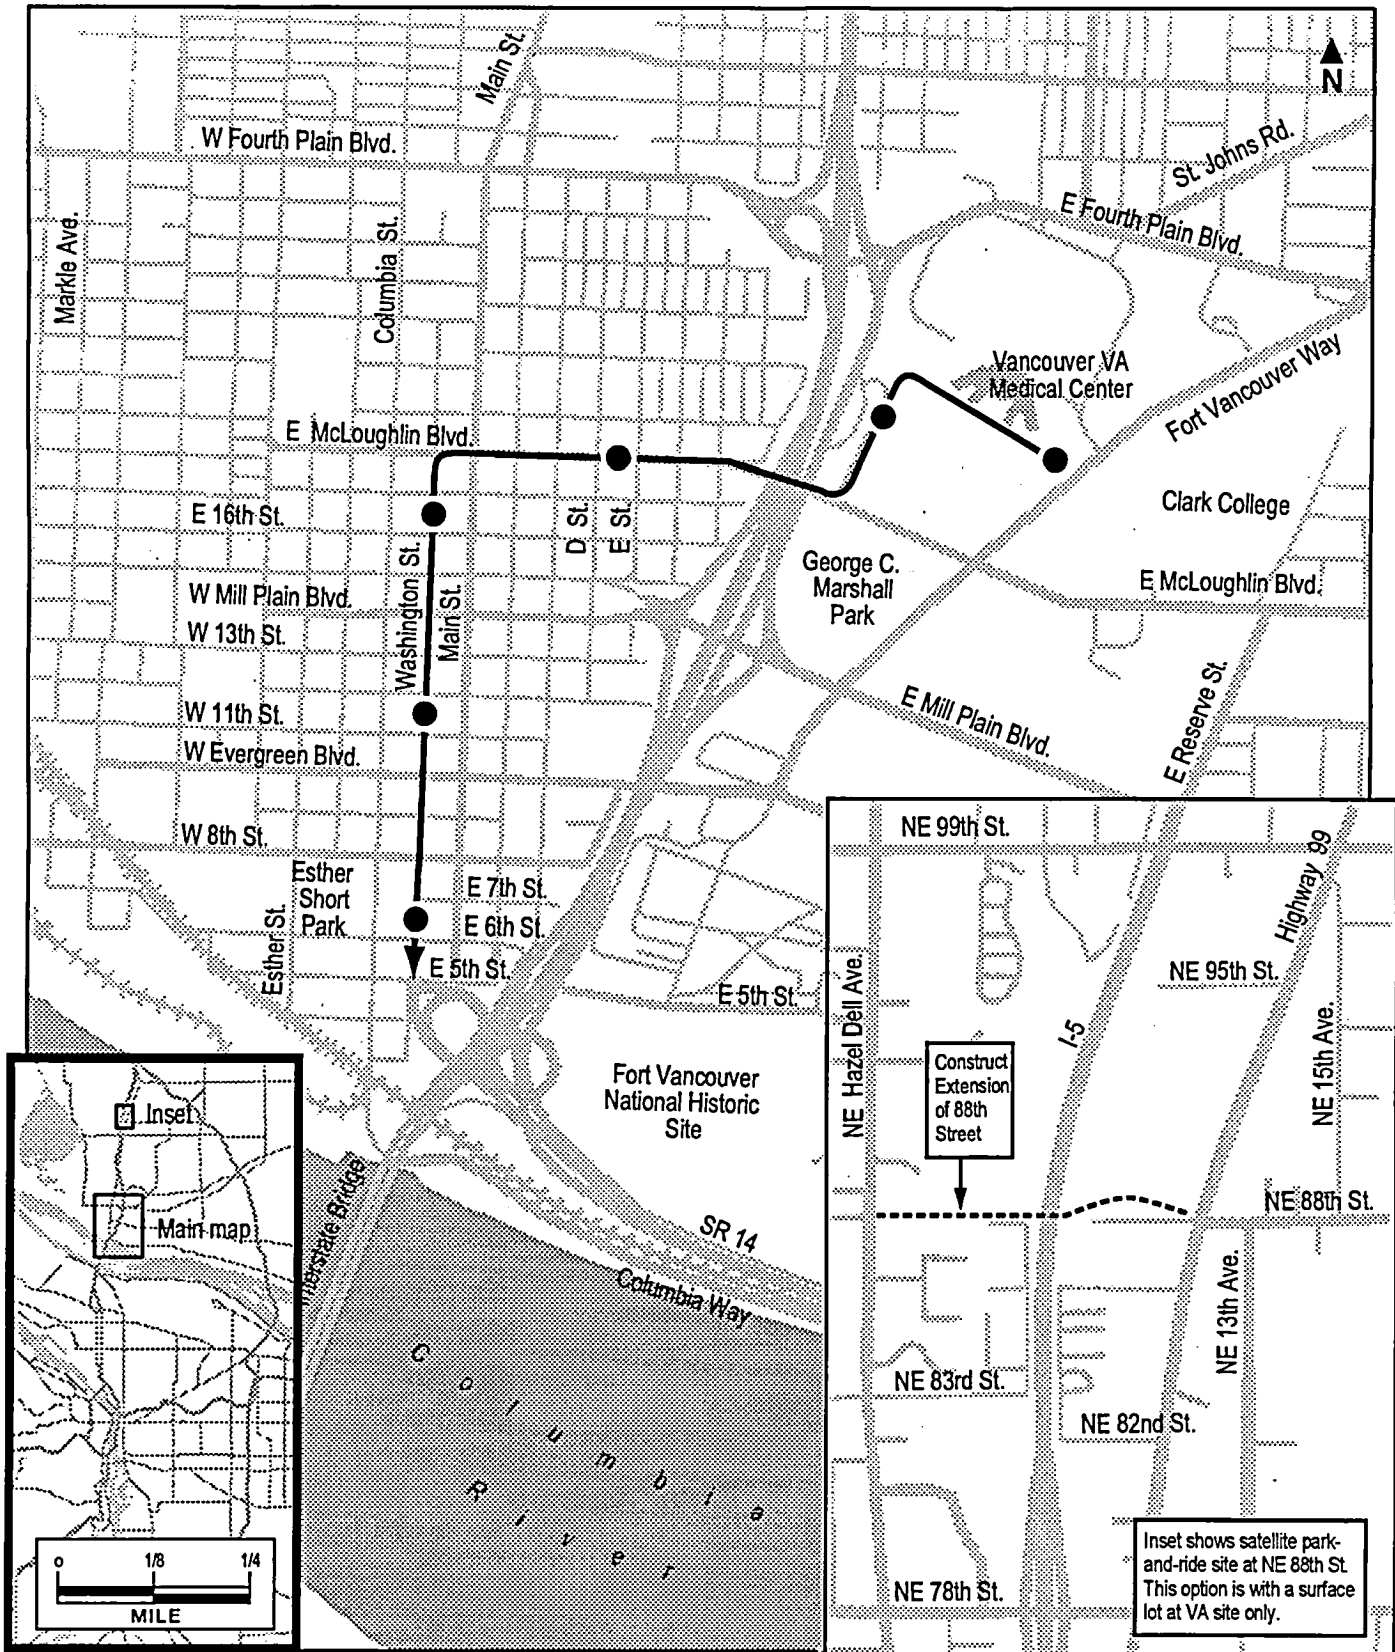 N
Main St.
W Fourth Plain Blvd.
St. Johns Rd.
E Fourth Plain Blvd.
Markle Ave.
Columbia St.
Vancouver VA
Medical Center
Fort Vancouver Way
E McLoughlin Blvd.
Clark College
E 16th St.
D St.
E St.
Washington St.
Main St.
George C.
Marshall
Park
E McLoughlin Blvd.
W Mill Plain Blvd.
W 13th St.
W 11th St.
E Mill Plain Blvd.
E Reserve St.
W Evergreen Blvd.
W 8th St.
Esther
Short
Park
E 7th St.
E 6th St.
Esther St.
E 5th St.
E 5th St.
Fort Vancouver
National Historic
Site
SR 14
Columbia Way
Columbia
River
NE 99th St.
Highway 99
NE 95th St.
NE Hazel Dell Ave.
I-5
NE 15th Ave.
Construct
Extension
of 88th
Street
NE 88th St.
NE 13th Ave.
NE 83rd St.
NE 82nd St.
NE 78th St.
Inset shows satellite park-
and-ride site at NE 88th St.
This option is with a surface
lot at VA site only.
Inset
Main map
0 1/8 1/4
MILE